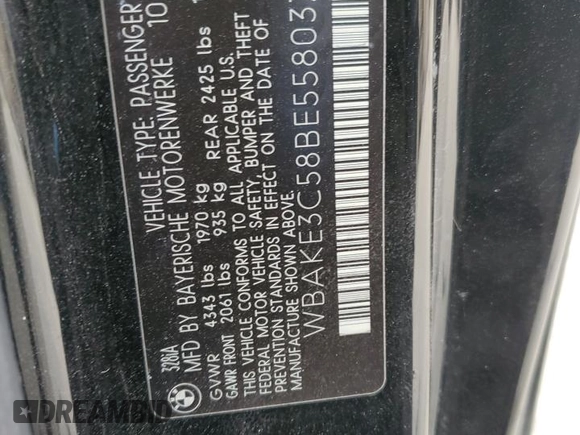 328iA
VEHICLE TYPE: PASSENGER
MFD BY BAYERISCHE MOTORENWERKE 10
GVWR 4343 lbs 1970 kg
GAWR FRONT 2061 lbs 935 kg REAR 2425 lbs
THIS VEHICLE CONFORMS TO ALL APPLICABLE U.S.
FEDERAL MOTOR VEHICLE SAFETY, BUMPER AND THEFT
PREVENTION STANDARDS IN EFFECT ON THE DATE OF
MANUFACTURE SHOWN ABOVE.
WBAKE3C58BE55803
DREAMBID